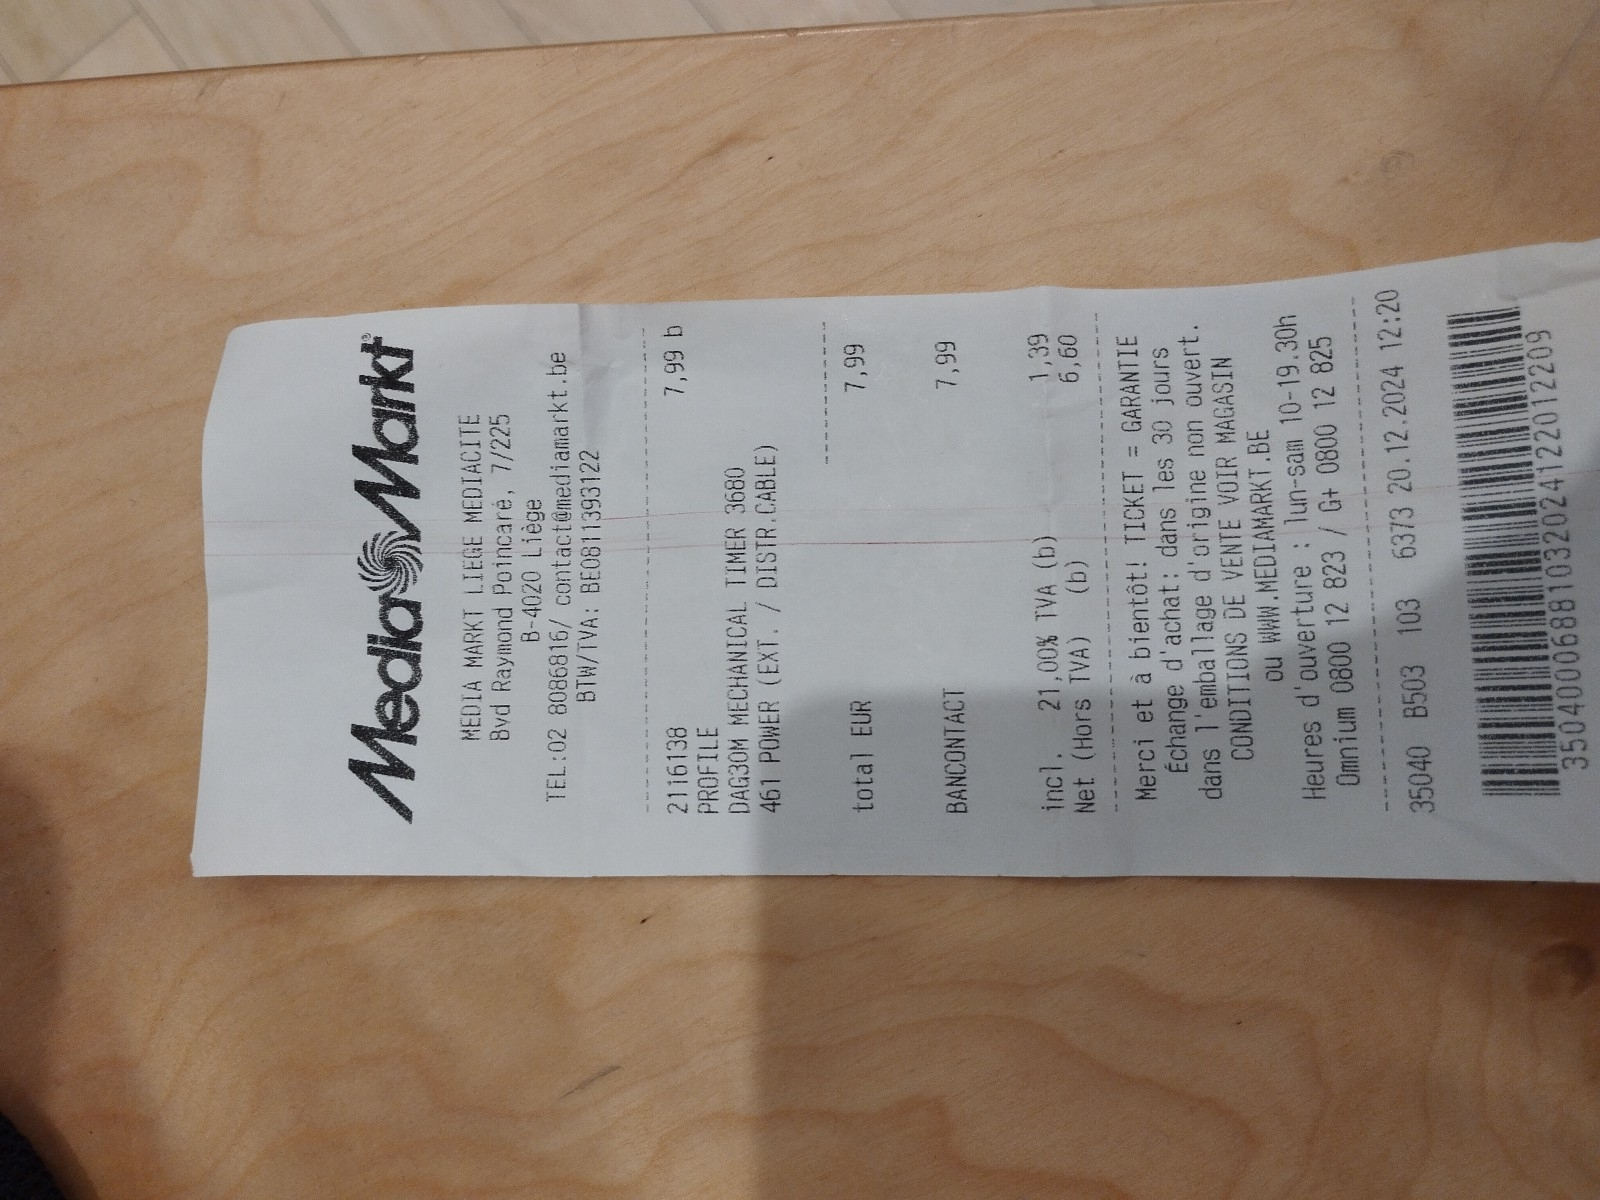 MediaMarkt®
MEDIA MARKT LIEGE MEDIACITE
Bvd Raymond Poincaré, 7/225
B-4020 Liège
TEL:02 8086816/ contact@mediamarkt.be
BTW/TVA: BE0811393122
2116138 7,99 b
PROFILE
DAG30M MECHANICAL TIMER 3680
461 POWER (EXT. / DISTR.CABLE)
total EUR 7,99
BANCONTACT 7,99
incl. 21,00% TVA (b) 1,39
Net (Hors TVA) (b) 6,60
Merci et à bientôt! TICKET = GARANTIE
Échange d'achat: dans les 30 jours
dans l'emballage d'origine non ouvert.
CONDITIONS DE VENTE VOIR MAGASIN
ou WWW.MEDIAMARKT.BE
Heures d'ouverture : lun-sam 10-19.30h
Omnium 0800 12 823 / G+ 0800 12 825
35040 B503 103 6373 20.12.2024 12:20
3504000688103202412201220​9